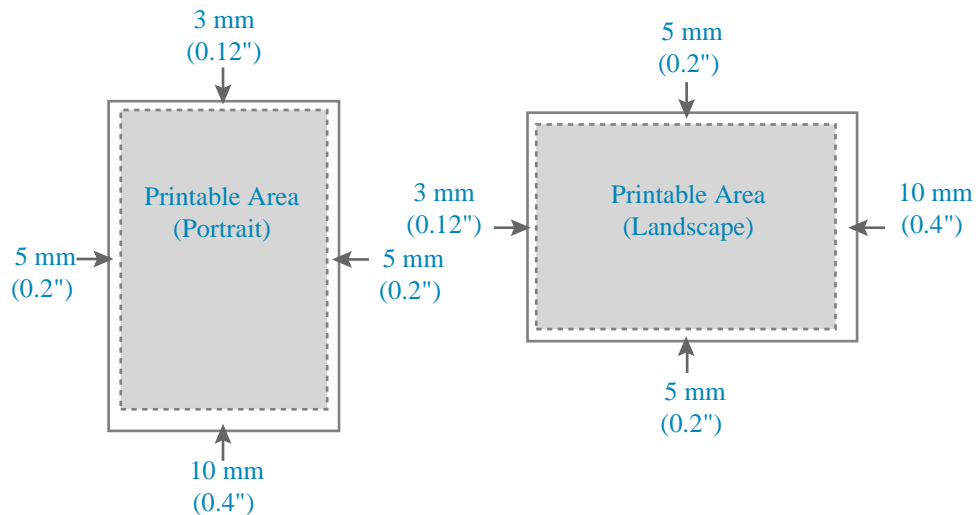 3 mm
(0.12")
Printable Area
(Portrait)
5 mm
(0.2")
5 mm
(0.2")
10 mm
(0.4")
5 mm
(0.2")
Printable Area
(Landscape)
3 mm
(0.12")
10 mm
(0.4")
5 mm
(0.2")